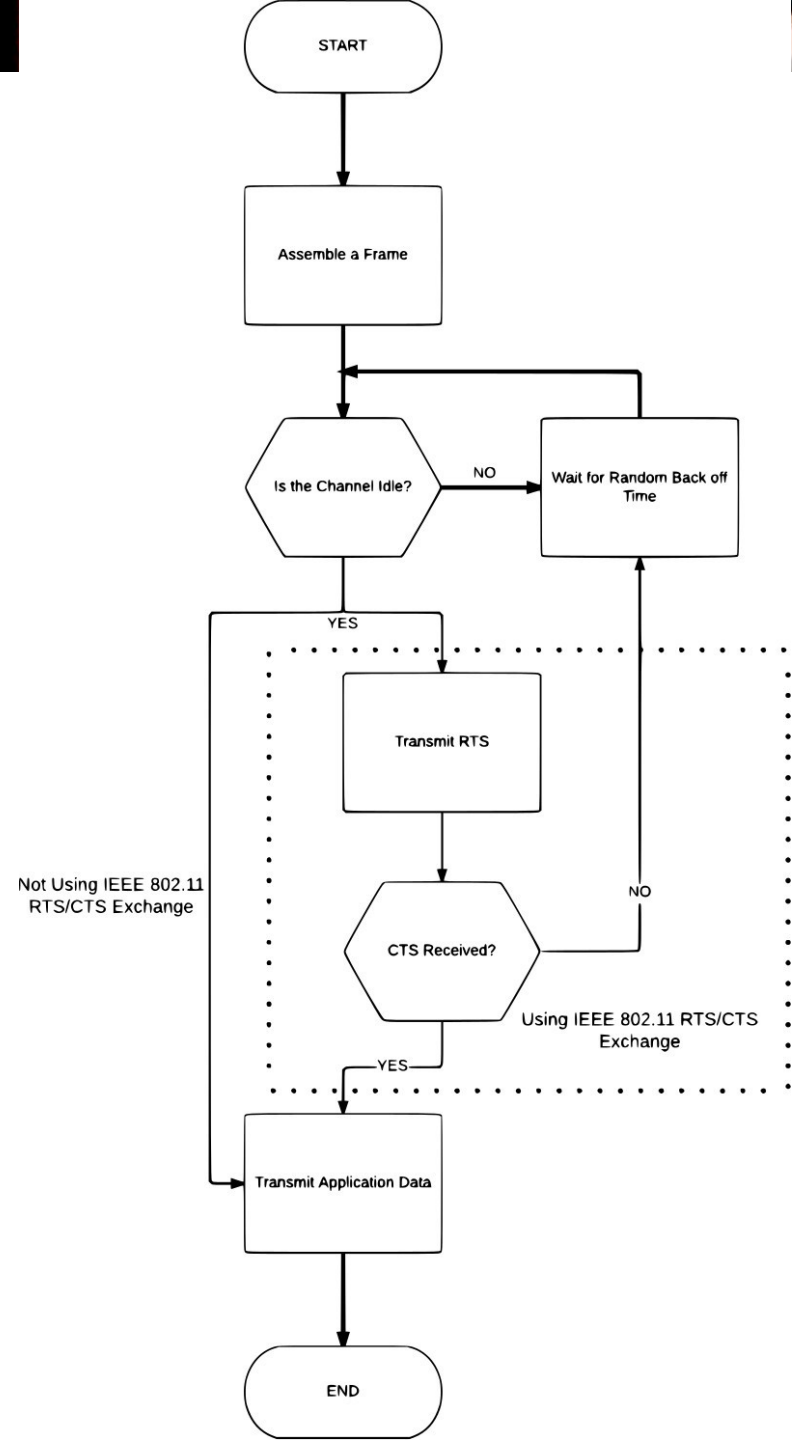 START
Assemble a Frame
Is the Channel Idle?
NO
Wait for Random Back off
Time
YES
Transmit RTS
Not Using IEEE 802.11
RTS/CTS Exchange
NO
CTS Received?
Using IEEE 802.11 RTS/CTS
Exchange
YES
Transmit Application Data
END